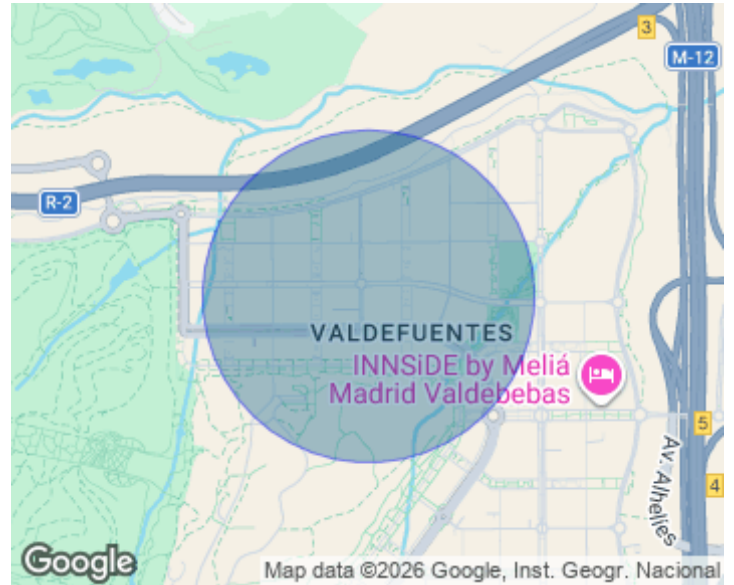 3
M-12
R-2
VALDEFUENTES
INNSiDE by Meliá
Madrid Valdebebas
5
4
Av. Alhelies
Google
Map data ©2026 Google, Inst. Geogr. Nacional